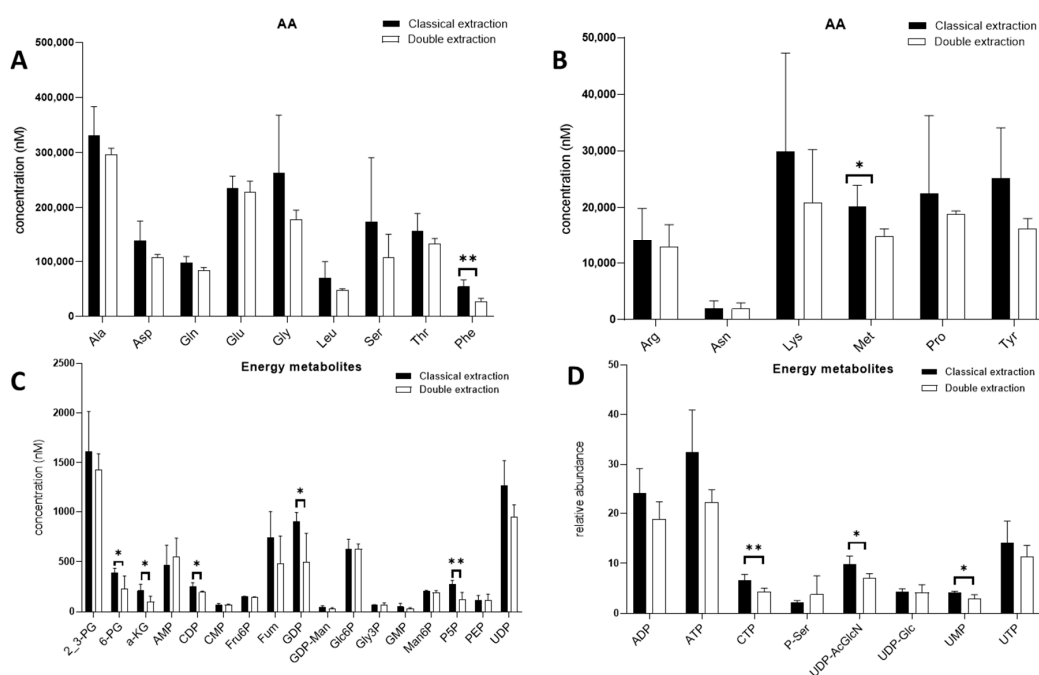 A
AA
Classical extraction
Double extraction
concentration (nM)
500,000
400,000
300,000
200,000
100,000
0
**
Ala
Asp
Gln
Glu
Gly
Leu
Ser
Thr
Phe
B
AA
Classical extraction
Double extraction
concentration (nM)
50,000
40,000
30,000
20,000
10,000
0
*
Arg
Asn
Lys
Met
Pro
Tyr
C
Energy metabolites
Classical extraction
Double extraction
concentration (nM)
2500
2000
1500
1000
500
0
*
*
*
*
**
2_3-PG
6-PG
a-KG
AMP
CDP
CMP
Fru6P
Fum
GDP
GDP-Man
Glc6P
Gly3P
GMP
Man6P
P5P
PEP
UDP
D
Energy metabolites
Classical extraction
Double extraction
relative abundance
50
40
30
20
10
0
**
*
*
ADP
ATP
CTP
P-Ser
UDP-AcGlcN
UDP-Glc
UMP
UTP